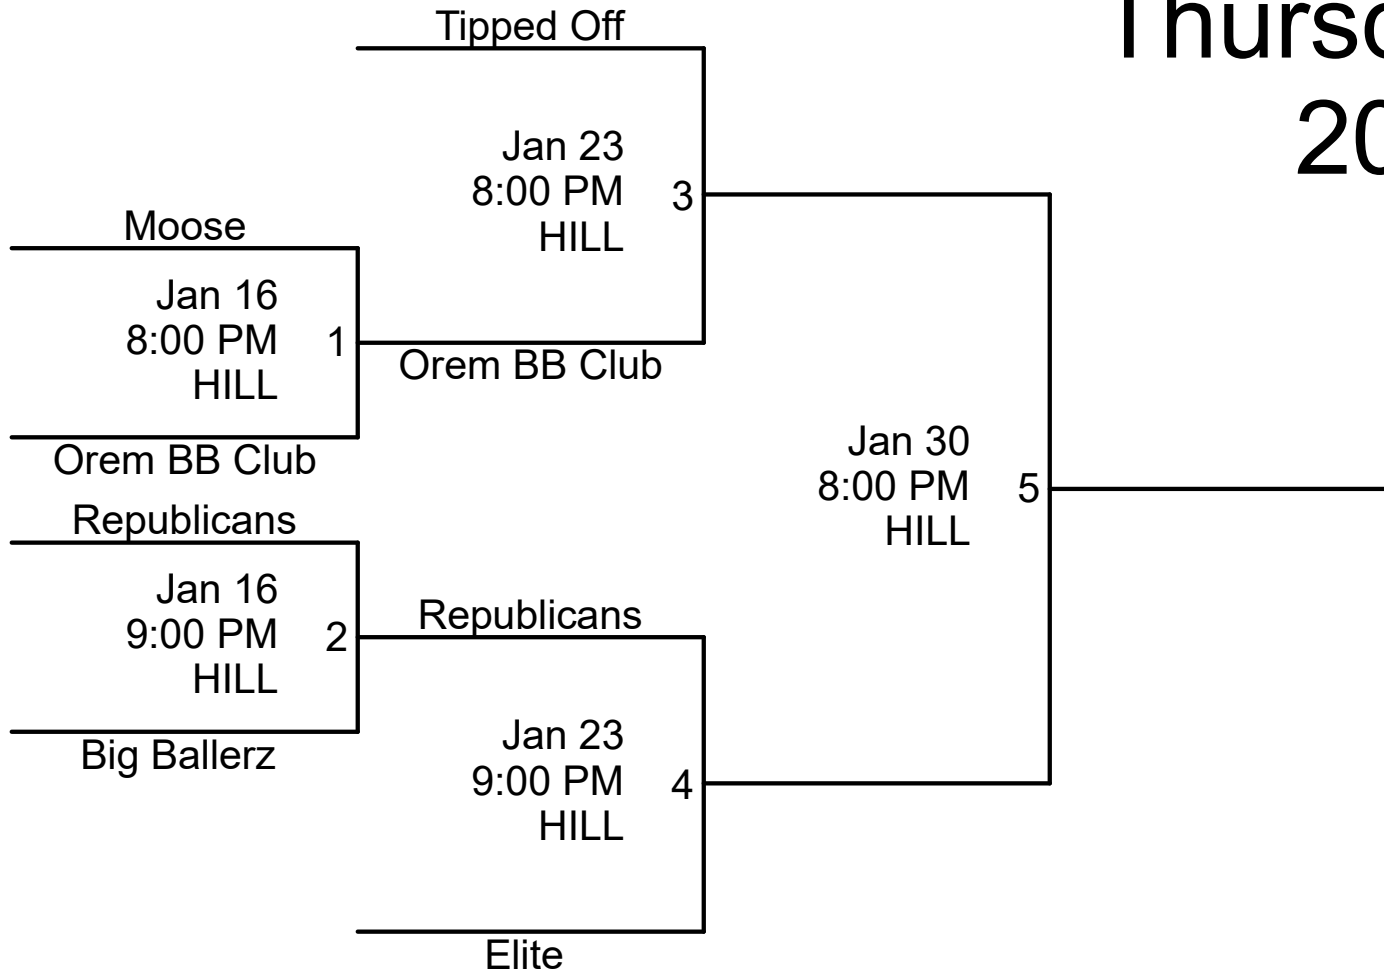 Tipped Off
Jan 23
8:00 PM
3
HILL
Moose
Jan 16
8:00 PM
1
HILL
Orem BB Club
Orem BB Club
Republicans
Jan 16
9:00 PM
2
HILL
Big Ballerz
Republicans
Jan 23
9:00 PM
4
HILL
Elite
Jan 30
8:00 PM
5
HILL